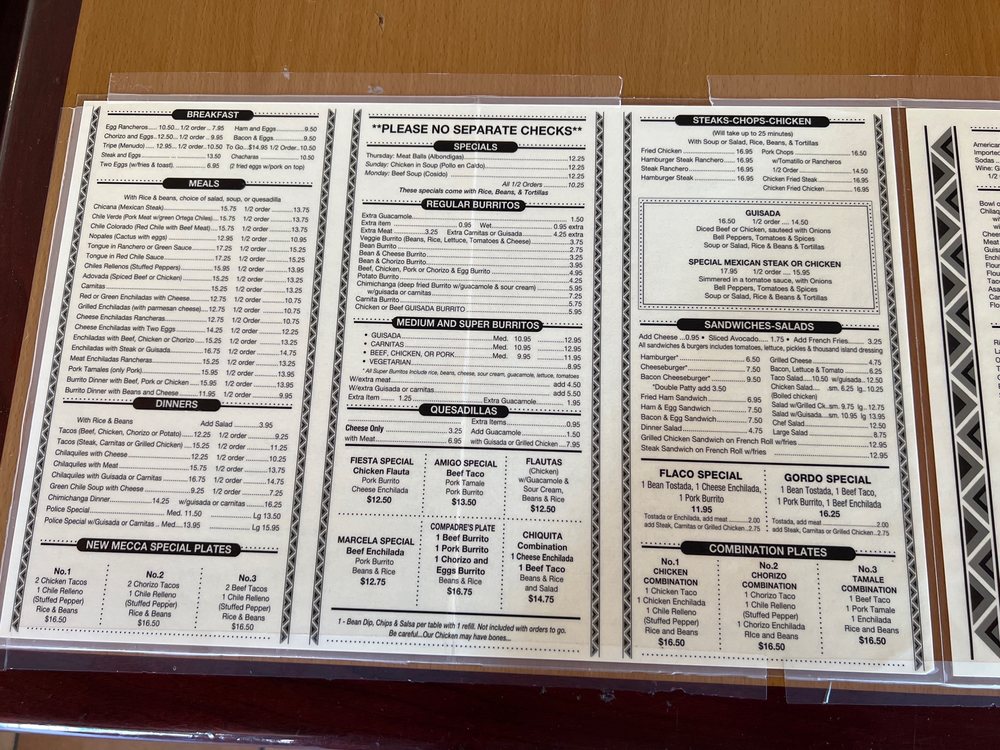 BREAKFAST
Egg Rancheros..... 10.50... 1/2 order .. 7.95
Chorizo and Eggs..12.50... 1/2 order .. 9.95
Tripe (Menudo) ..... 12.95... 1/2 order..10.50
Steak and Eggs ..... 13.50
Two Eggs (w/fries & toast). ..... 6.95
Ham and Eggs..........9.50
Bacon & Eggs..........9.50
To Go...$14.95 1/2 Order..10.50
Chacharas ..........10.50
(2 fried eggs w/pork on top)
MEALS
With Rice & beans, choice of salad, soup, or quesadilla
Chicana (Mexican Steak)....15.75 1/2 order ..........13.75
Chile Verde (Pork Meat w/green Ortega Chiles)....15.75 1/2 order ..........13.75
Chile Colorado (Red Chile with Beef Meat)....15.75 1/2 order ..........13.75
Nopales (Cactus with eggs) ..........12.95 1/2 order ..........10.95
Tongue in Ranchero or Green Sauce..........17.25 1/2 order ..........15.25
Tongue in Red Chile Sauce..........17.25 1/2 order ..........15.25
Chiles Rellenos (Stuffed Peppers)..........15.95 1/2 order ..........13.95
Adovada (Spiced Beef or Chicken) ..........15.25 1/2 order ..........13.25
Carnitas ..........15.25 1/2 order ..........13.25
Red or Green Enchiladas with Cheese..........12.75 1/2 order ..........10.75
Grilled Enchiladas (with parmesan cheese)....12.75 1/2 order ..........10.75
Cheese Enchiladas Rancheras..........12.75 1/2 order ..........10.75
Cheese Enchiladas with Two Eggs ..........14.25 1/2 order ..........12.25
Enchiladas with Beef, Chicken or Chorizo ....15.25 1/2 order ..........13.25
Enchiladas with Steak or Guisada..........16.75 1/2 order ..........14.75
Meat Enchiladas Rancheras..........15.25 1/2 order ..........13.25
Pork Tamales (only Pork)..........15.95 1/2 order ..........13.95
Burrito Dinner with Beef, Pork or Chicken .....15.95 1/2 order ..........13.95
Burrito Dinner with Beans and Cheese ..........11.95 1/2 order ..........9.95
DINNERS
With Rice & Beans Add Salad ..........3.95
Tacos (Beef, Chicken, Chorizo or Potato)......12.25 1/2 order ..........9.25
Tacos (Steak, Carnitas or Grilled Chicken) ....15.25 1/2 order ..........11.25
Chilaquiles with Cheese ..........12.25 1/2 order ..........10.25
Chilaquiles with Meat ..........15.75 1/2 order ..........13.75
Chilaquiles with Guisada or Carnitas ..........16.75 1/2 order ..........14.75
Green Chile Soup with Cheese ..........9.25 1/2 order ..........7.25
Chimichanga Dinner..........14.25 w/guisada or carnitas ..........16.25
Police Special .......... Med. 11.50 .......... Lg 13.50
Police Special w/Guisada or Carnitas .. Med....13.95 .......... Lg 15.95
NEW MECCA SPECIAL PLATES
No.1
2 Chicken Tacos
1 Chile Relleno
(Stuffed Pepper)
Rice & Beans
$16.50
No.2
2 Chorizo Tacos
1 Chile Relleno
(Stuffed Pepper)
Rice & Beans
$16.50
No.3
2 Beef Tacos
1 Chile Relleno
(Stuffed Pepper)
Rice & Beans
$16.50
**PLEASE NO SEPARATE CHECKS**
SPECIALS
Thursday: Meat Balls (Albondigas) ..........12.25
Sunday: Chicken in Soup (Pollo en Caldo)..........12.25
Monday: Beef Soup (Cosido) ..........12.25
All 1/2 Orders ..........10.25
These specials come with Rice, Beans, & Tortillas
REGULAR BURRITOS
Extra Guacamole..........1.50
Extra Item .......... 0.95 Wet.......... 0.95 extra
Extra Meat ..........3.25 Extra Carnitas or Guisada.......... 4.25 extra
Veggie Burrito (Beans, Rice, Lettuce, Tomatoes & Cheese)..........3.75
Bean Burrito ..........2.75
Bean & Cheese Burrito..........3.25
Bean & Chorizo Burrito..........3.95
Beef, Chicken, Pork or Chorizo & Egg Burrito ..........4.95
Potato Burrito..........4.25
Chimichanga (deep fried Burrito w/guacamole & sour cream) ..........5.95
w/guisada or carnitas ..........7.25
Carnita Burrito..........5.75
Chicken or Beef GUISADA BURRITO ..........5.95
MEDIUM AND SUPER BURRITOS
• GUISADA..........Med. 10.95 ..........12.95
• CARNITAS..........Med. 10.95 ..........12.95
• BEEF, CHICKEN, OR PORK..........Med. 9.95 ..........11.95
• VEGETARIAN ..........8.95
* All Super Burritos Include rice, beans, cheese, sour cream, guacamole, lettuce, tomatoes
W/extra meat.......... add 4.50
W/extra Guisada or carnitas .......... add 5.50
Extra Item ....... 1.25 .......... Extra Guacamole.......... 1.95
QUESADILLAS
Cheese Only ..........3.25
with Meat.......... 6.95
Extra Items..........0.95
Add Guacamole..........1.50
with Guisada or Grilled Chicken ....7.95
FIESTA SPECIAL
Chicken Flauta
Pork Burrito
Cheese Enchilada
$12.50
AMIGO SPECIAL
Beef Taco
Pork Tamale
Pork Burrito
$13.50
FLAUTAS
(Chicken)
w/Guacamole &
Sour Cream,
Beans & Rice
$12.50
MARCELA SPECIAL
Beef Enchilada
Pork Burrito
Beans & Rice
$12.75
COMPADRE'S PLATE
1 Beef Burrito
1 Pork Burrito
1 Chorizo and
Eggs Burrito
Beans & Rice
$16.75
CHIQUITA
Combination
1 Cheese Enchilada
1 Beef Taco
Beans & Rice
and Salad
$14.75
1 - Bean Dip, Chips & Salsa per table with 1 refill. Not included with orders to go.
Be careful...Our Chicken may have bones...
STEAKS-CHOPS-CHICKEN
(Will take up to 25 minutes)
With Soup or Salad, Rice, Beans, & Tortillas
Fried Chicken .......... 16.95
Hamburger Steak Ranchero.......... 16.95
Steak Ranchero.......... 16.95
Hamburger Steak .......... 16.95
Pork Chops .......... 16.50
w/Tomatillo or Rancheros
1/2 Order .......... 14.50
Chicken Fried Steak .......... 16.95
Chicken Fried Chicken .......... 16.95
GUISADA
16.50 1/2 order .... 14.50
Diced Beef or Chicken, sauteed with Onions
Bell Peppers, Tomatoes & Spices
Soup or Salad, Rice & Beans & Tortillas
SPECIAL MEXICAN STEAK OR CHICKEN
17.95 1/2 order .... 15.95
Simmered in a tomatoe sauce, with Onions
Bell Peppers, Tomatoes & Spices
Soup or Salad, Rice & Beans & Tortillas
SANDWICHES-SALADS
Add Cheese ...0.95 • Sliced Avocado..... 1.75 • Add French Fries.......... 3.25
All sandwiches & burgers includes tomatoes, lettuce, pickles & thousand island dressing
Hamburger* .......... 6.50
Cheeseburger* .......... 7.50
Bacon Cheeseburger* .......... 9.50
*Double Patty add 3.50
Fried Ham Sandwich .......... 6.95
Ham & Egg Sandwich .......... 7.50
Bacon & Egg Sandwich .......... 7.50
Dinner Salad .......... 4.75
Grilled Cheese .......... 4.75
Bacon, Lettuce & Tomato .......... 6.25
Taco Salad.....10.50 w/guisada.. 12.50
Chicken Salad.... sm. 6.25 lg.. 10.25
(Boiled chicken)
Salad w/Grilled Ck..sm. 9.75 lg.. 12.75
Salad w/Guisada...sm. 10.95 lg 13.95
Chef Salad .......... 12.50
Large Salad .......... 8.75
Grilled Chicken Sandwich on French Roll w/fries .......... 12.95
Steak Sandwich on French Roll w/fries .......... 12.95
FLACO SPECIAL
1 Bean Tostada, 1 Cheese Enchilada,
1 Pork Burrito
11.95
Tostada or Enchilada, add meat ..........2.00
add Steak, Carnitas or Grilled Chicken..2.75
GORDO SPECIAL
1 Bean Tostada, 1 Beef Taco,
1 Pork Burrito, 1 Beef Enchilada
16.25
Tostada, add meat ..........2.00
add Steak, Carnitas or Grilled Chicken..2.75
COMBINATION PLATES
No.1
CHICKEN
COMBINATION
1 Chicken Taco
1 Chicken Enchilada
1 Chile Relleno
(Stuffed Pepper)
Rice and Beans
$16.50
No.2
CHORIZO
COMBINATION
1 Chorizo Taco
1 Chile Relleno
(Stuffed Pepper)
1 Chorizo Enchilada
Rice and Beans
$16.50
No.3
TAMALE
COMBINATION
1 Beef Taco
1 Pork Tamale
1 Enchilada
Rice and Beans
$16.50
American
Imported
Sodas
Wine
1/2
Bowl of